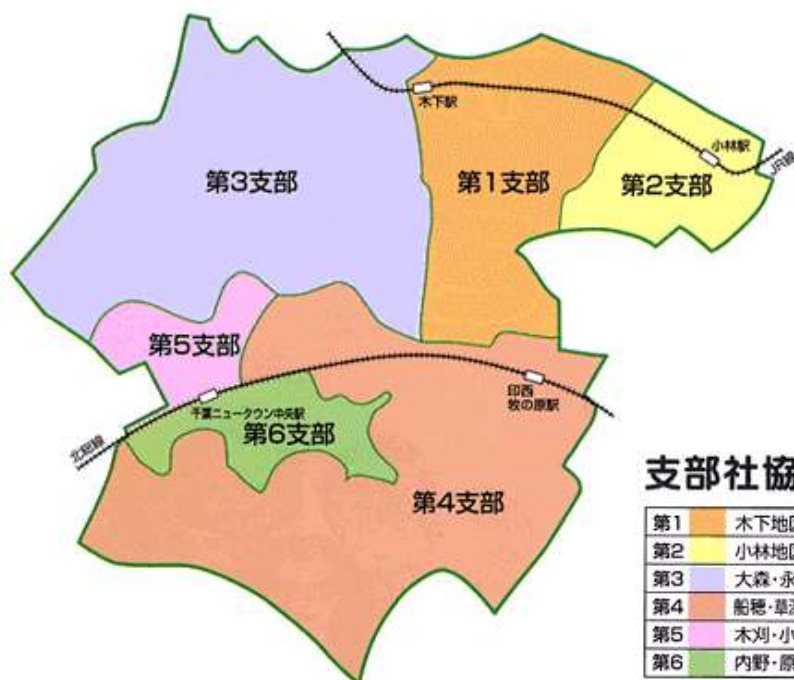 木下駅
小林駅
JR線
第3支部
第1支部
第2支部
第5支部
千葉ニュータウン中央駅
印西
牧の原駅
第6支部
北総線
第4支部
支部社協
第1 木下地区
第2 小林地区
第3 大森・永
第4 船穂・草深
第5 木刈・小
第6 内野・原